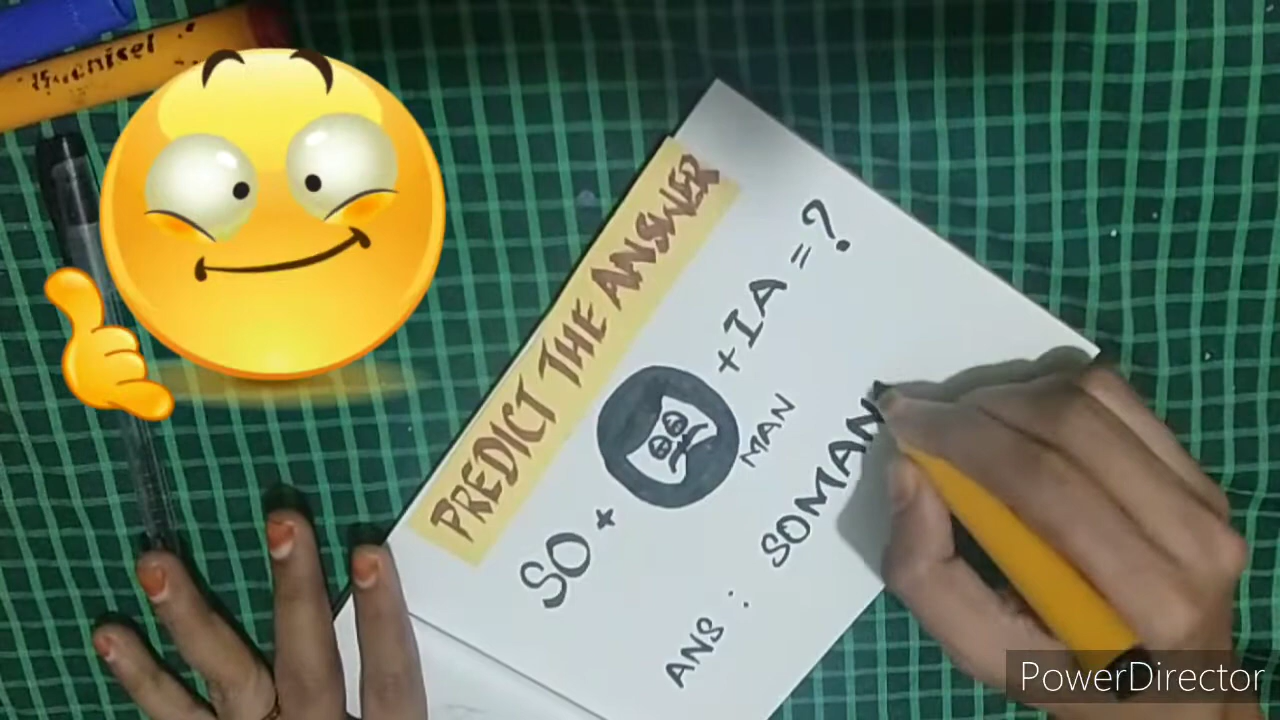 PREDICT THE ANSWER
SO + + IA = ?
MAN
ANS : SOMAN
PowerDirector